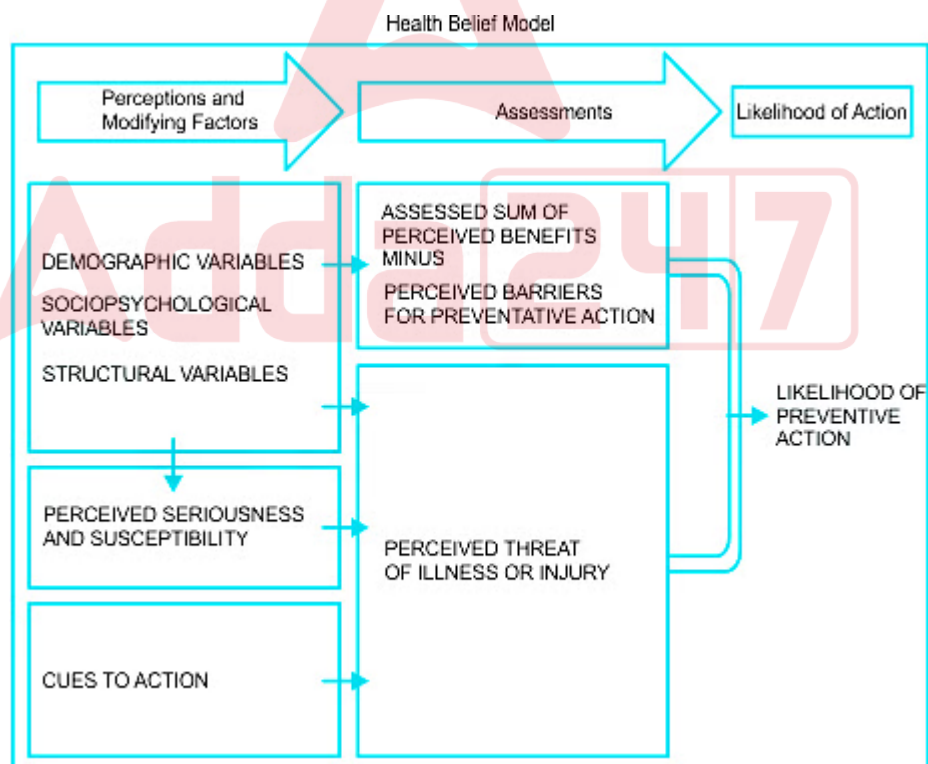 Health Belief Model
Perceptions and
Modifying Factors
Assessments
Likelihood of Action
DEMOGRAPHIC VARIABLES
SOCIOPSYCHOLOGICAL
VARIABLES
STRUCTURAL VARIABLES
ASSESSED SUM OF
PERCEIVED BENEFITS
MINUS
PERCEIVED BARRIERS
FOR PREVENTATIVE ACTION
LIKELIHOOD OF
PREVENTIVE
ACTION
PERCEIVED SERIOUSNESS
AND SUSCEPTIBILITY
PERCEIVED THREAT
OF ILLNESS OR INJURY
CUES TO ACTION
Adda247